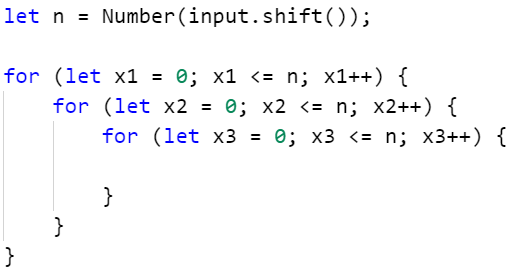 let n = Number(input.shift());
for (let x1 = 0; x1 <= n; x1++) {
    for (let x2 = 0; x2 <= n; x2++) {
        for (let x3 = 0; x3 <= n; x3++) {
        }
    }
}